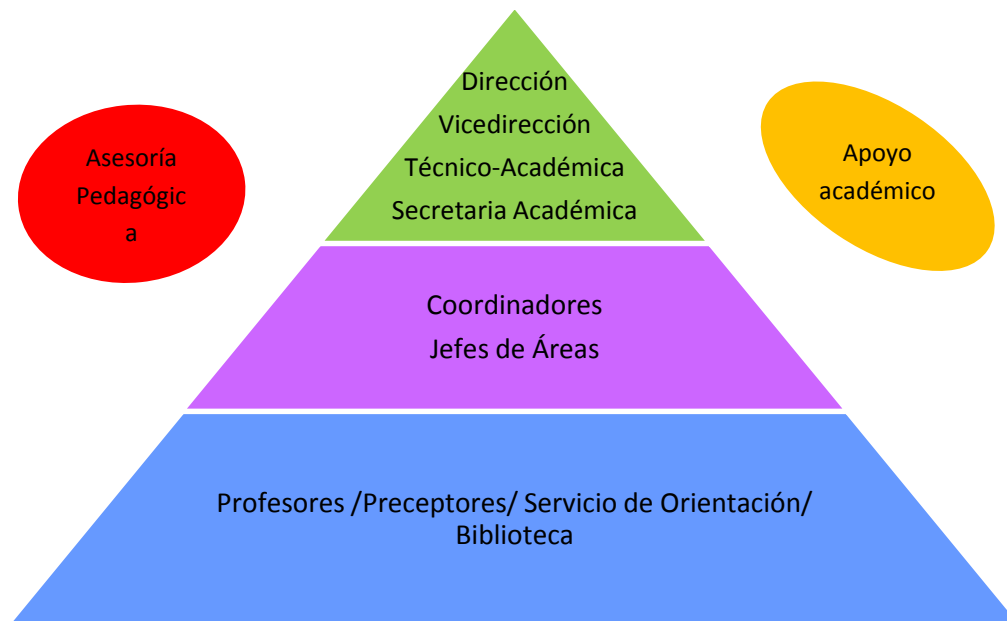 Dirección
Vicedirección
Técnico-Académica
Secretaria Académica
Asesoría
Pedagógic
a
Apoyo
académico
Coordinadores
Jefes de Áreas
Profesores /Preceptores/ Servicio de Orientación/
Biblioteca